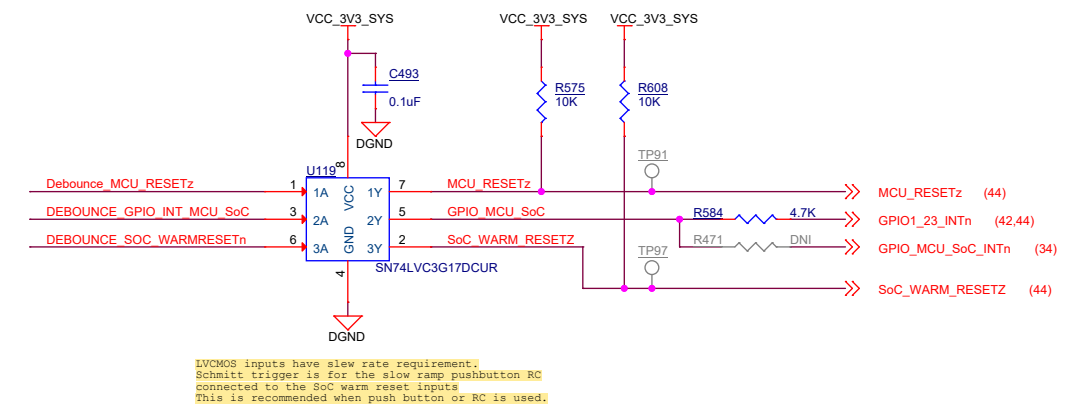 VCC_3V3_SYS
VCC_3V3_SYS
VCC_3V3_SYS
C493
0.1uF
DGND
R575
10K
R608
10K
U119
8
TP91
Debounce_MCU_RESETz
1
1A
VCC
1Y
7
MCU_RESETz
MCU_RESETz (44)
DEBOUNCE_GPIO_INT_MCU_SoC
3
2A
2Y
5
GPIO_MCU_SoC
R584
4.7K
GPIO1_23_INTn (42,44)
DEBOUNCE_SOC_WARMRESETn
6
3A
GND
3Y
2
SoC_WARM_RESETZ
R471
DNI
GPIO_MCU_SoC_INTn (34)
TP97
4
SN74LVC3G17DCUR
SoC_WARM_RESETZ (44)
DGND
LVCMOS inputs have slew rate requirement.
Schmitt trigger is for the slow ramp pushbutton RC
connected to the SoC warm reset inputs
This is recommended when push button or RC is used.